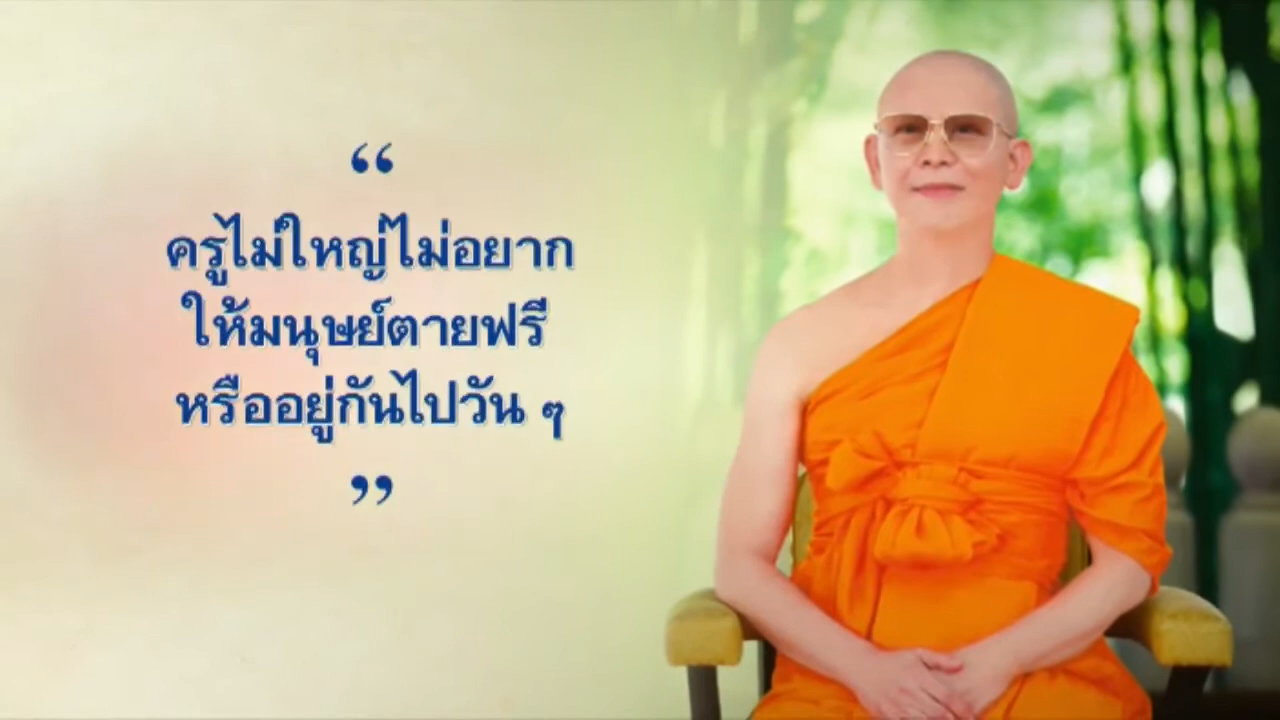 “
ครูไม่ใหญ่ไม่อยาก
ให้มนุษย์ตายฟรี
หรืออยู่กันไปวัน ๆ
”